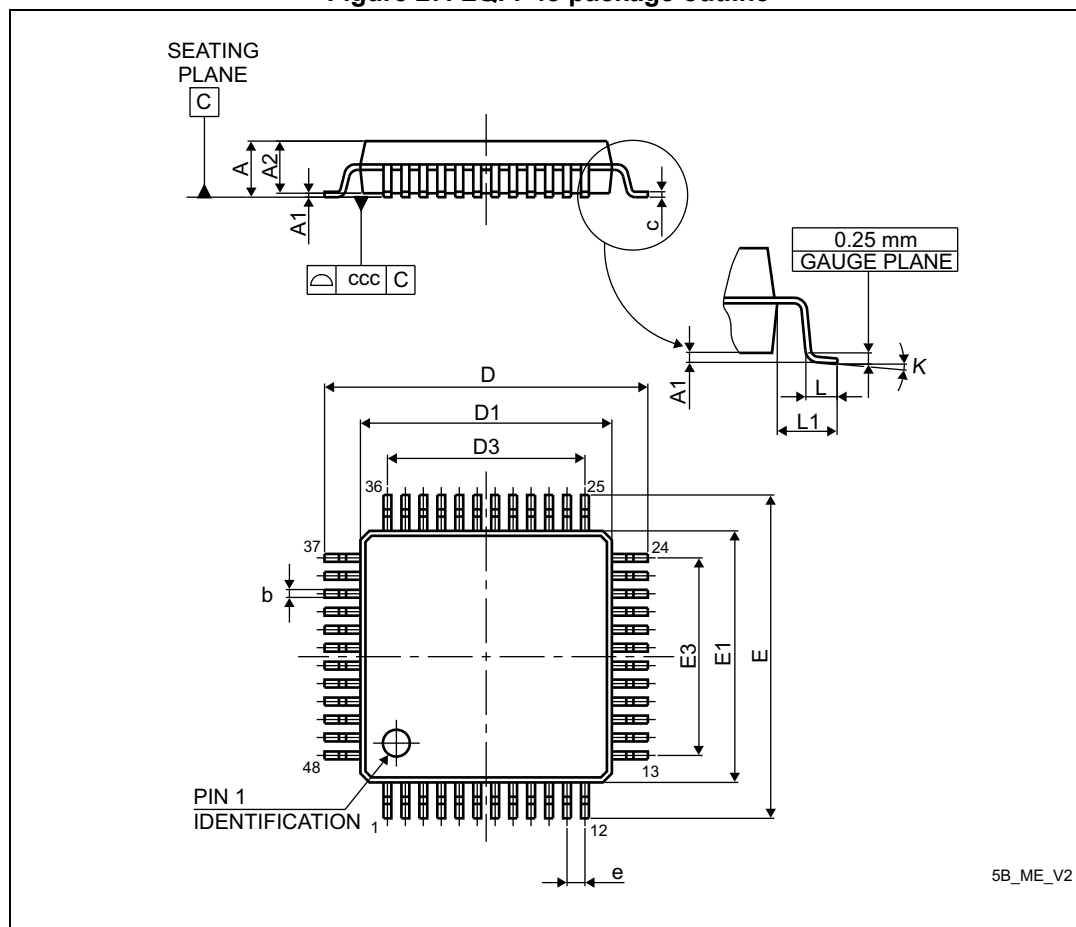 SEATING
PLANE
C
A
A2
A1
c
ccc C
0.25 mm
GAUGE PLANE
A1
K
L
L1
D
D1
D3
36
25
37
24
b
E3
E1
E
48
13
PIN 1
IDENTIFICATION
1
12
e
5B_ME_V2